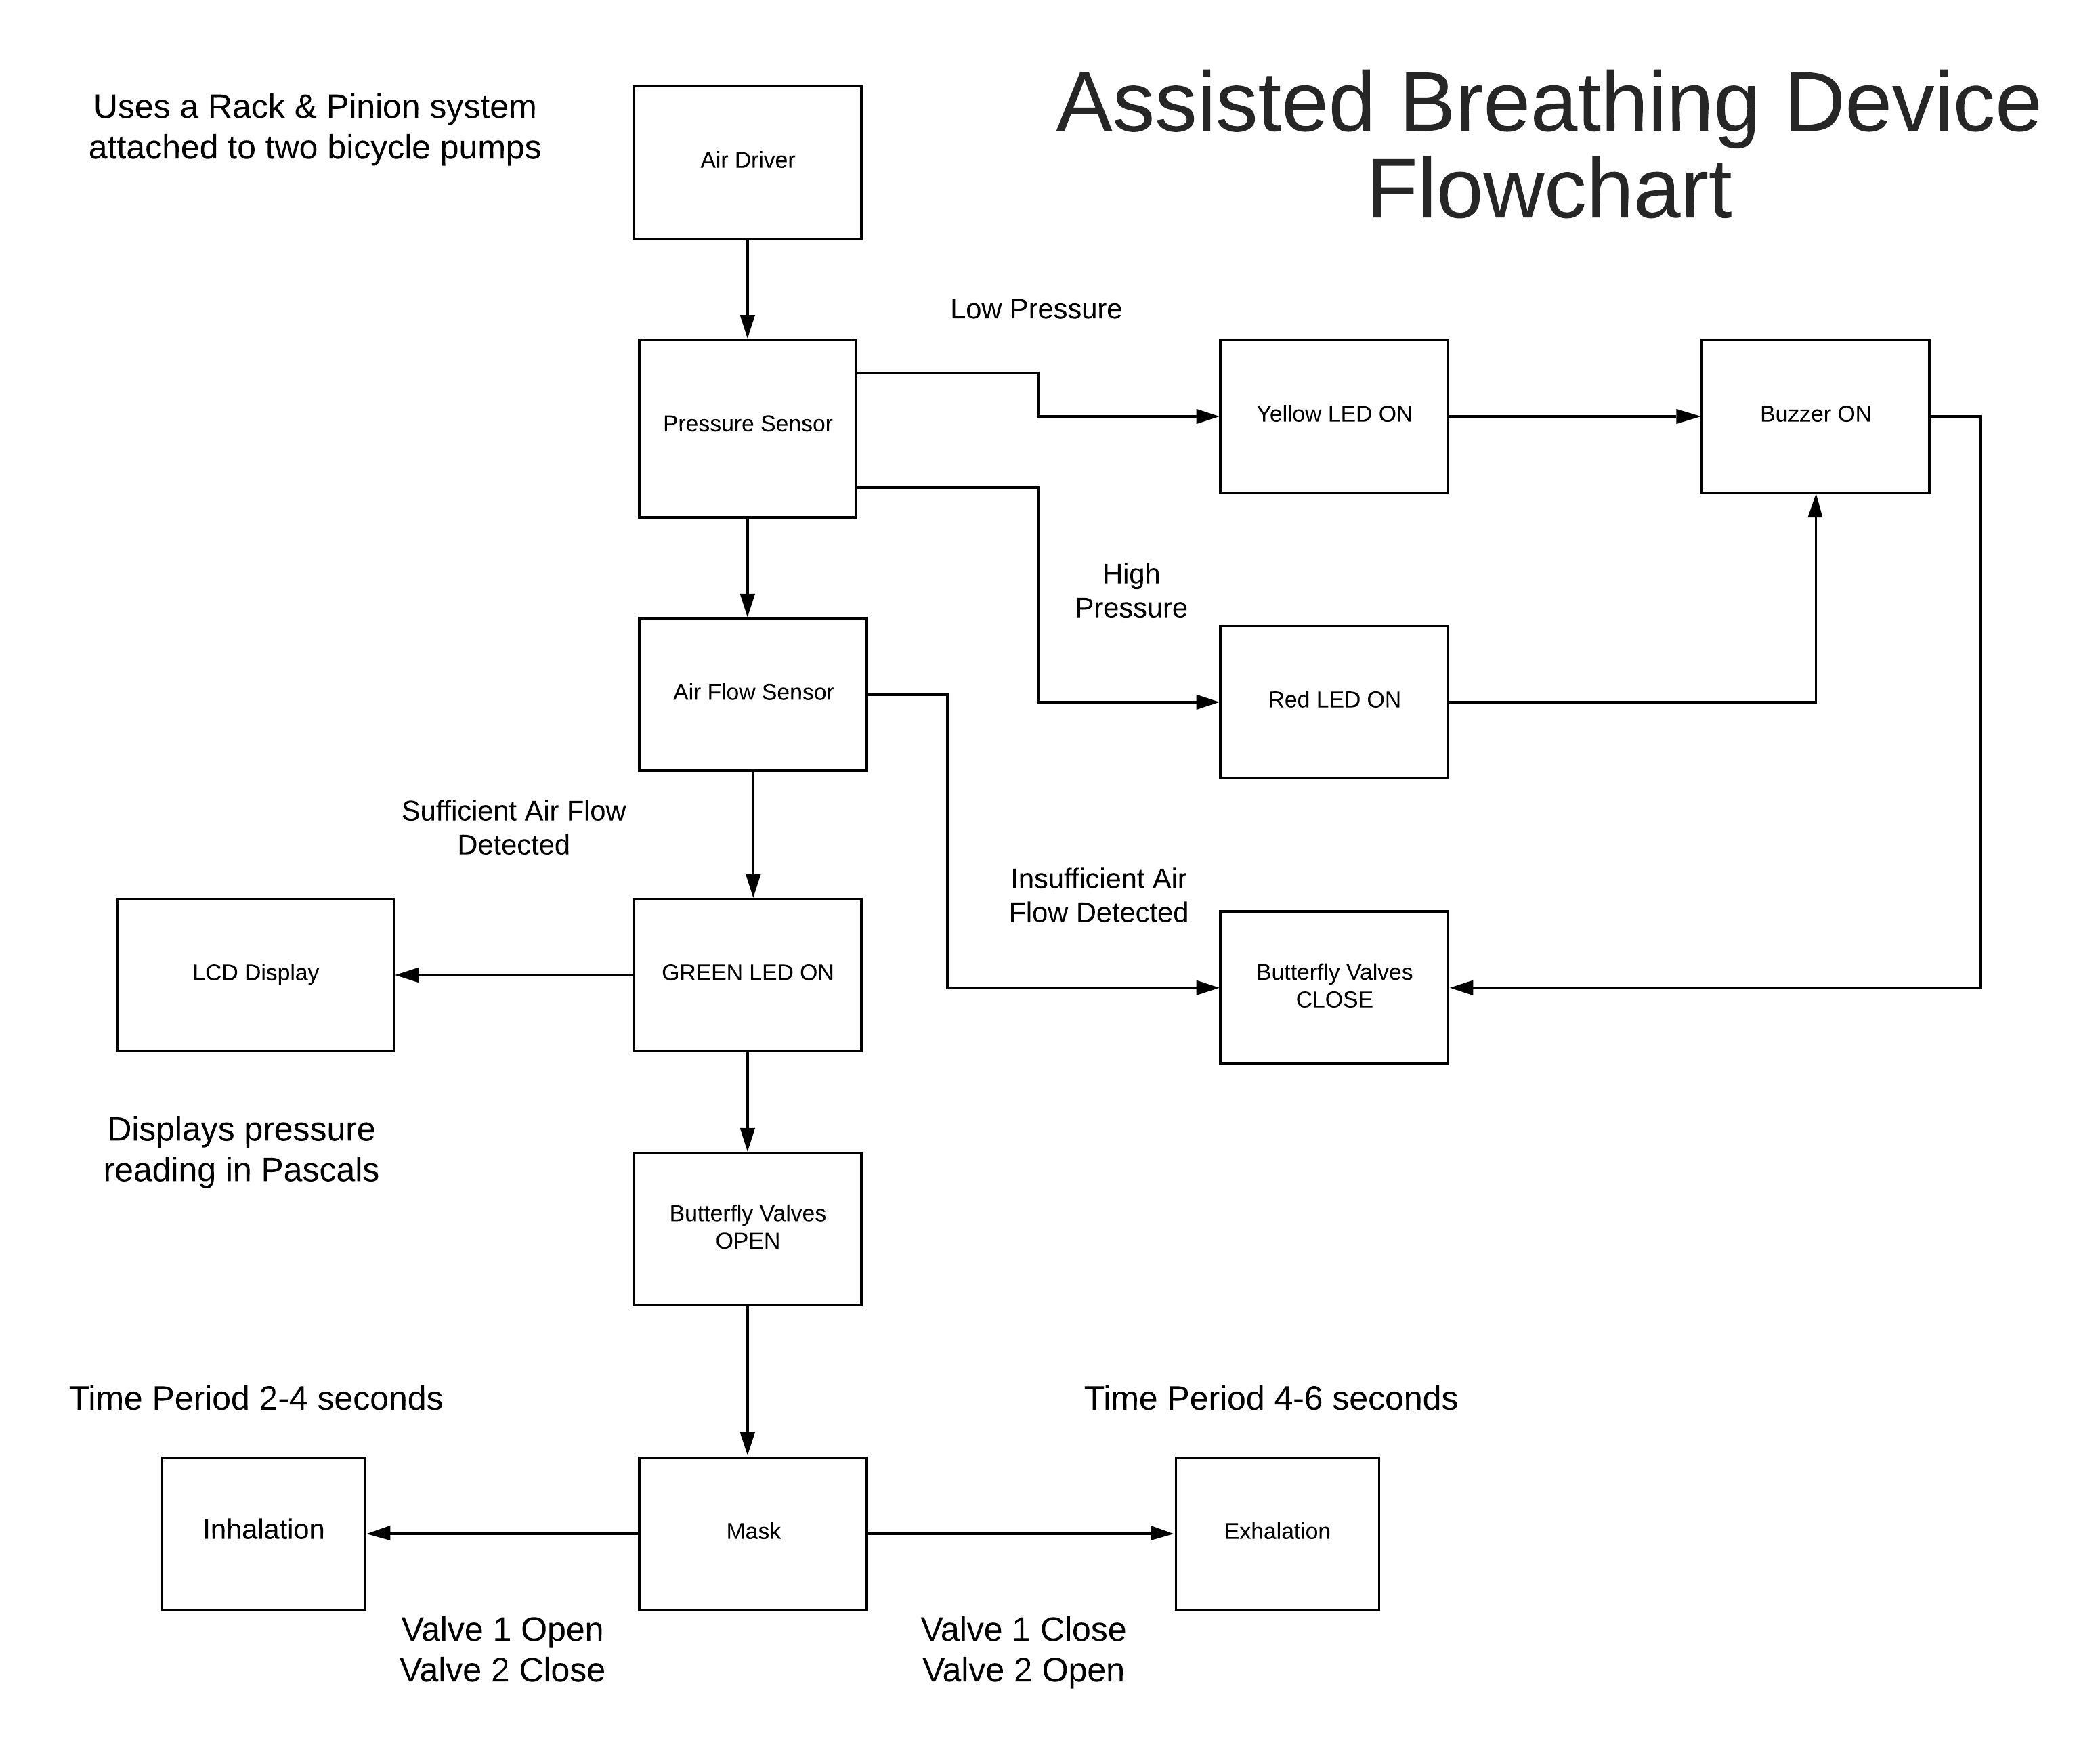 Assisted Breathing Device
Flowchart
Uses a Rack & Pinion system
attached to two bicycle pumps
Air Driver
Low Pressure
Pressure Sensor
Yellow LED ON
Buzzer ON
High
Pressure
Air Flow Sensor
Red LED ON
Sufficient Air Flow
Detected
Insufficient Air
Flow Detected
LCD Display
GREEN LED ON
Butterfly Valves
CLOSE
Displays pressure
reading in Pascals
Butterfly Valves
OPEN
Time Period 2-4 seconds
Time Period 4-6 seconds
Inhalation
Mask
Exhalation
Valve 1 Open
Valve 2 Close
Valve 1 Close
Valve 2 Open